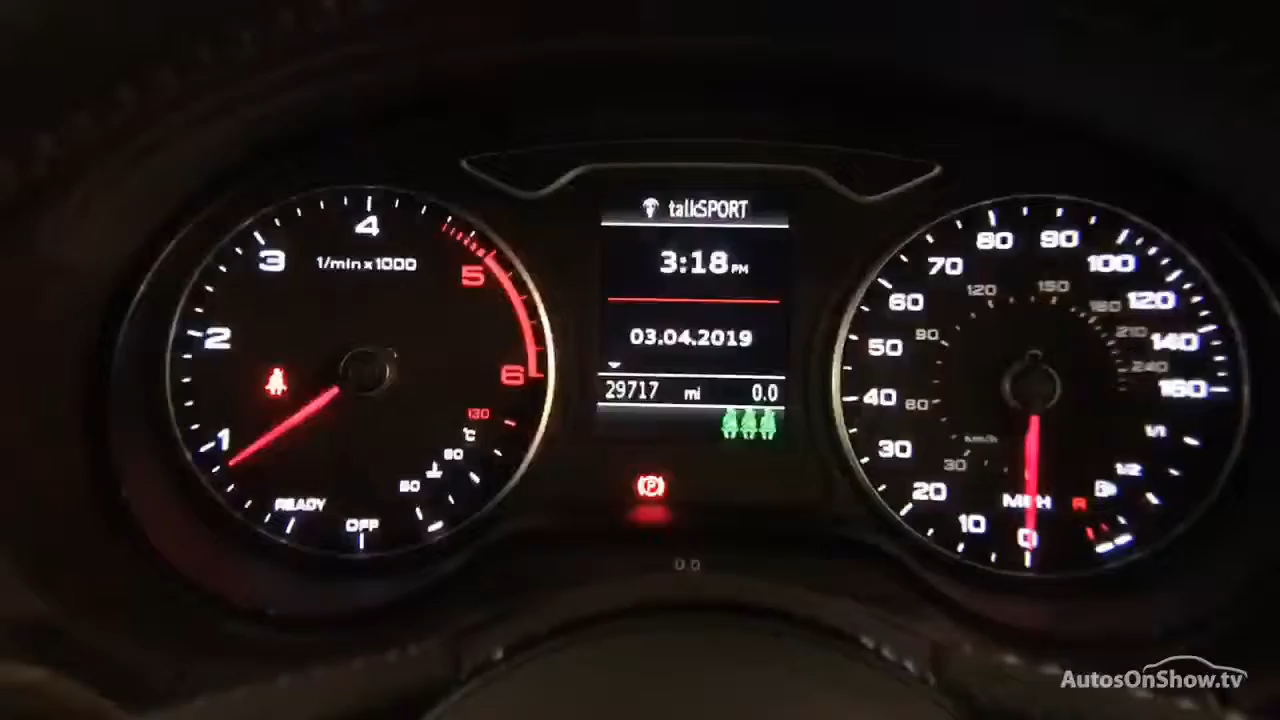 talkSPORT
3:18 PM
03.04.2019
29717 mi 0.0
1/min x 1000
1
2
3
4
5
6
130
°C
90
60
READY
OFF
0
10
20
30
40
50
60
70
80
90
100
120
140
160
MPH
km/h
30
60
90
120
150
180
210
240
1/1
1/2
R
P
0.0
AutosOnShow.tv